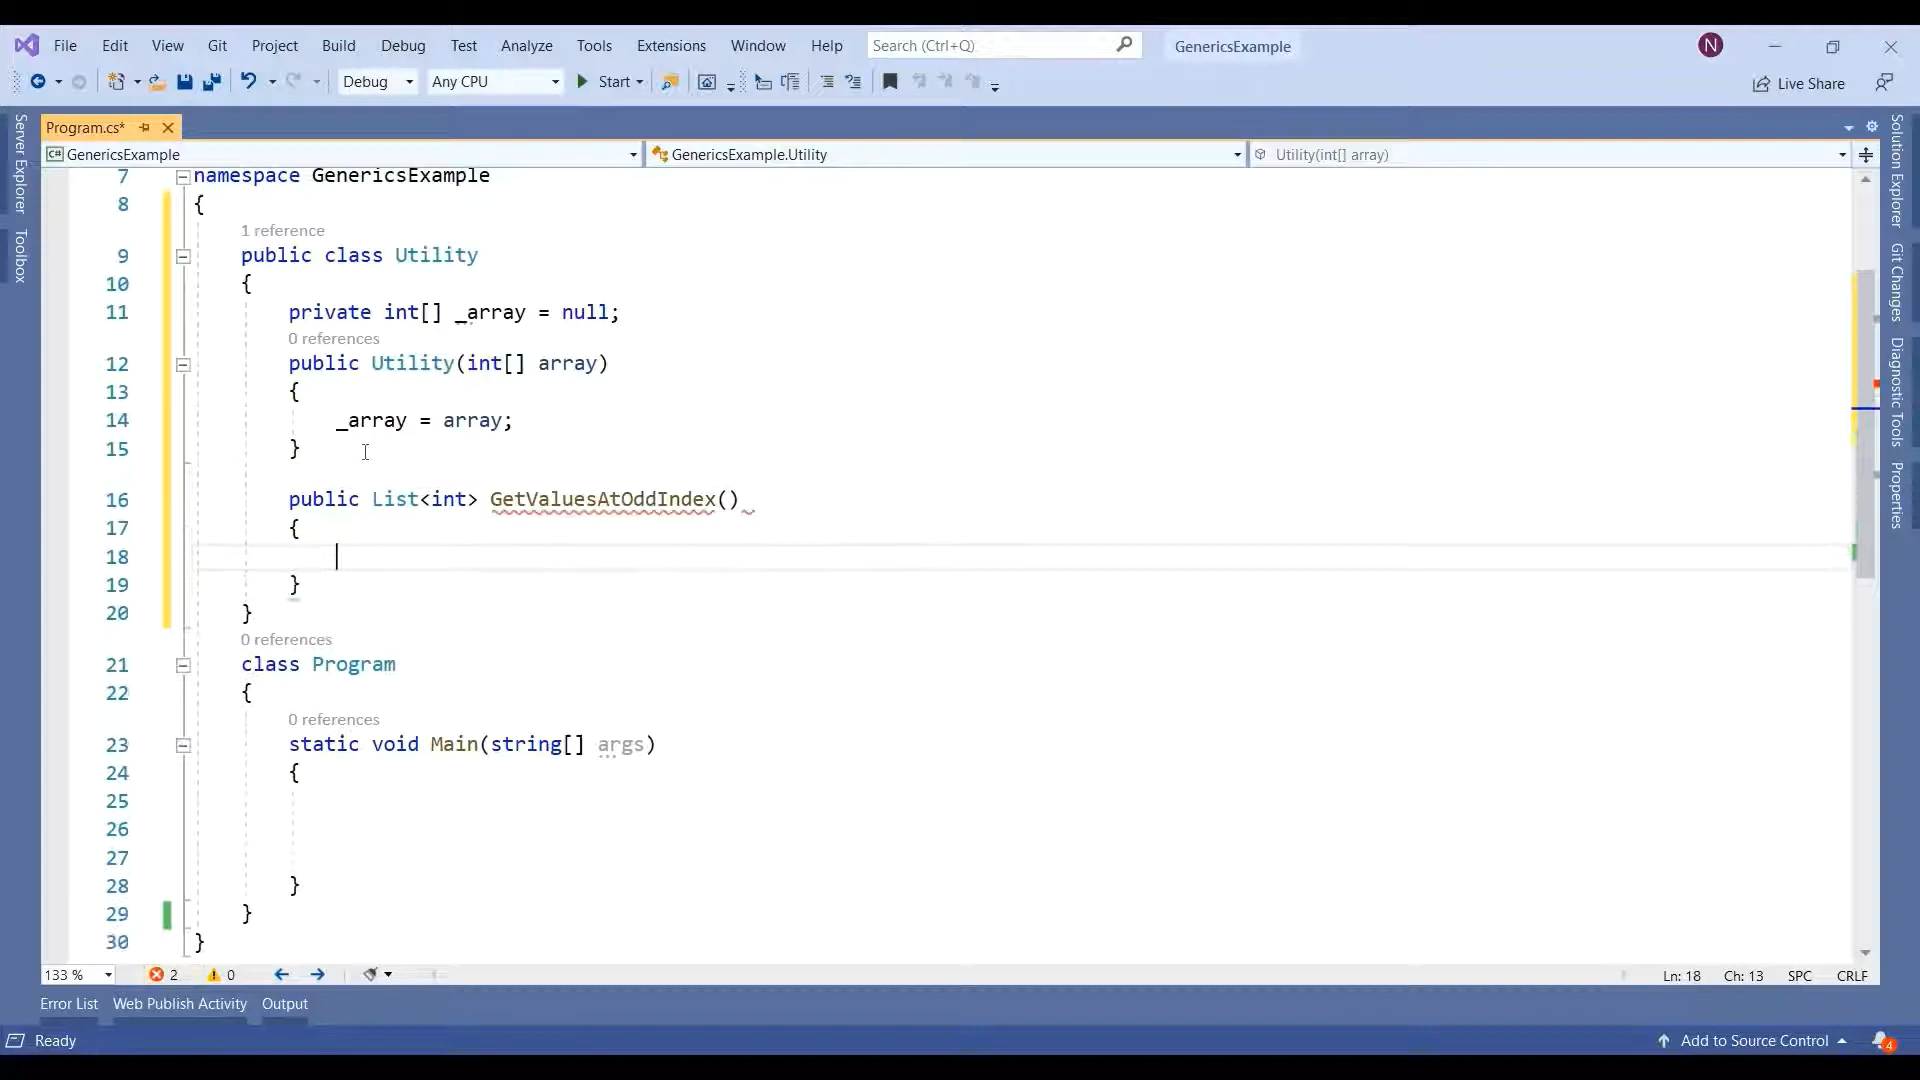 File Edit View Git Project Build Debug Test Analyze Tools Extensions Window Help Search (Ctrl+Q) GenericsExample N
Debug Any CPU Start Live Share
Program.cs*
C# GenericsExample GenericsExample.Utility Utility(int[] array)
Server Explorer
Toolbox
Solution Explorer
Git Changes
Diagnostic Tools
Properties
7 namespace GenericsExample
8 {
1 reference
9 public class Utility
10 {
11 private int[] _array = null;
0 references
12 public Utility(int[] array)
13 {
14 _array = array;
15 }
16 public List<int> GetValuesAtOddIndex()
17 {
18
19 }
20 }
0 references
21 class Program
22 {
0 references
23 static void Main(string[] args)
24 {
25
26
27
28 }
29 }
30 }
133 % 2 0 Ln: 18 Ch: 13 SPC CRLF
Error List Web Publish Activity Output
Ready Add to Source Control 4